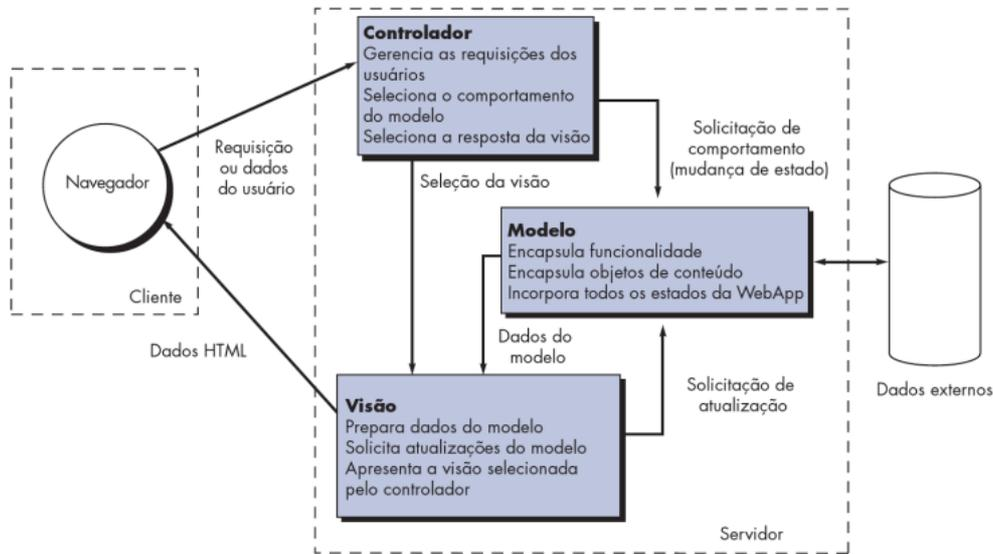 Controlador
Gerencia as requisições dos
usuários
Seleciona o comportamento
do modelo
Seleciona a resposta da visão
Navegador
Requisição
ou dados
do usuário
Cliente
Seleção da visão
Solicitação de
comportamento
(mudança de estado)
Modelo
Encapsula funcionalidade
Encapsula objetos de conteúdo
Incorpora todos os estados da WebApp
Dados externos
Dados HTML
Dados do
modelo
Solicitação de
atualização
Visão
Prepara dados do modelo
Solicita atualizações do modelo
Apresenta a visão selecionada
pelo controlador
Servidor